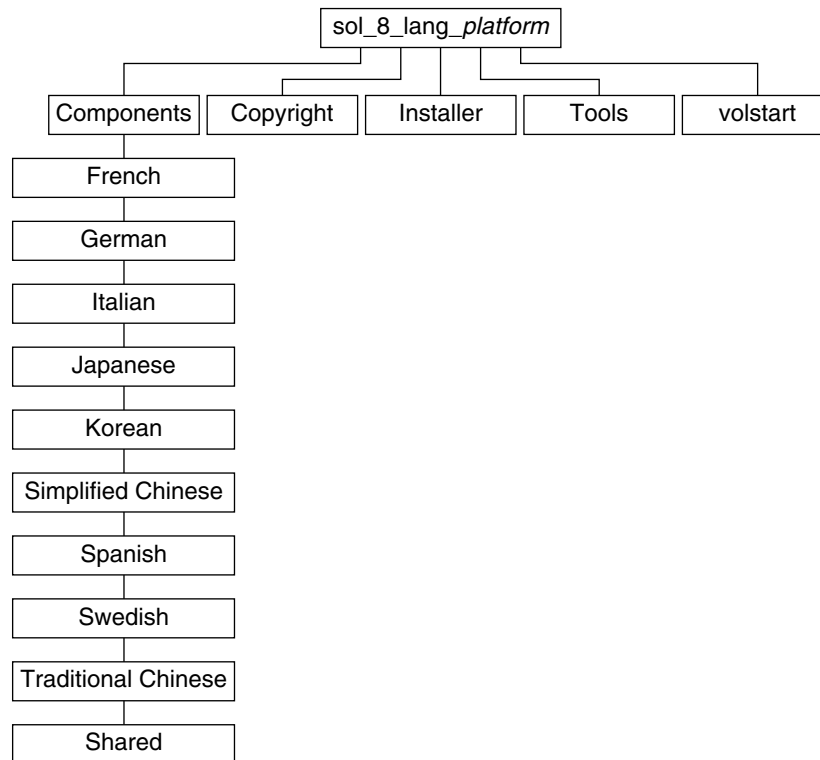 sol_8_lang_platform
Components
Copyright
Installer
Tools
volstart
French
German
Italian
Japanese
Korean
Simplified Chinese
Spanish
Swedish
Traditional Chinese
Shared